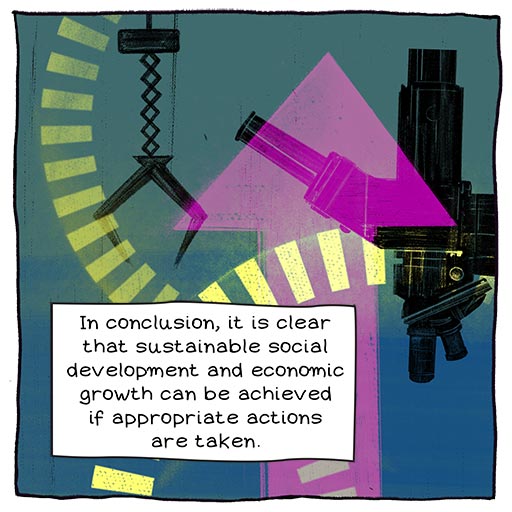 In conclusion, it is clear
that sustainable social
development and economic
growth can be achieved
if appropriate actions
are taken.